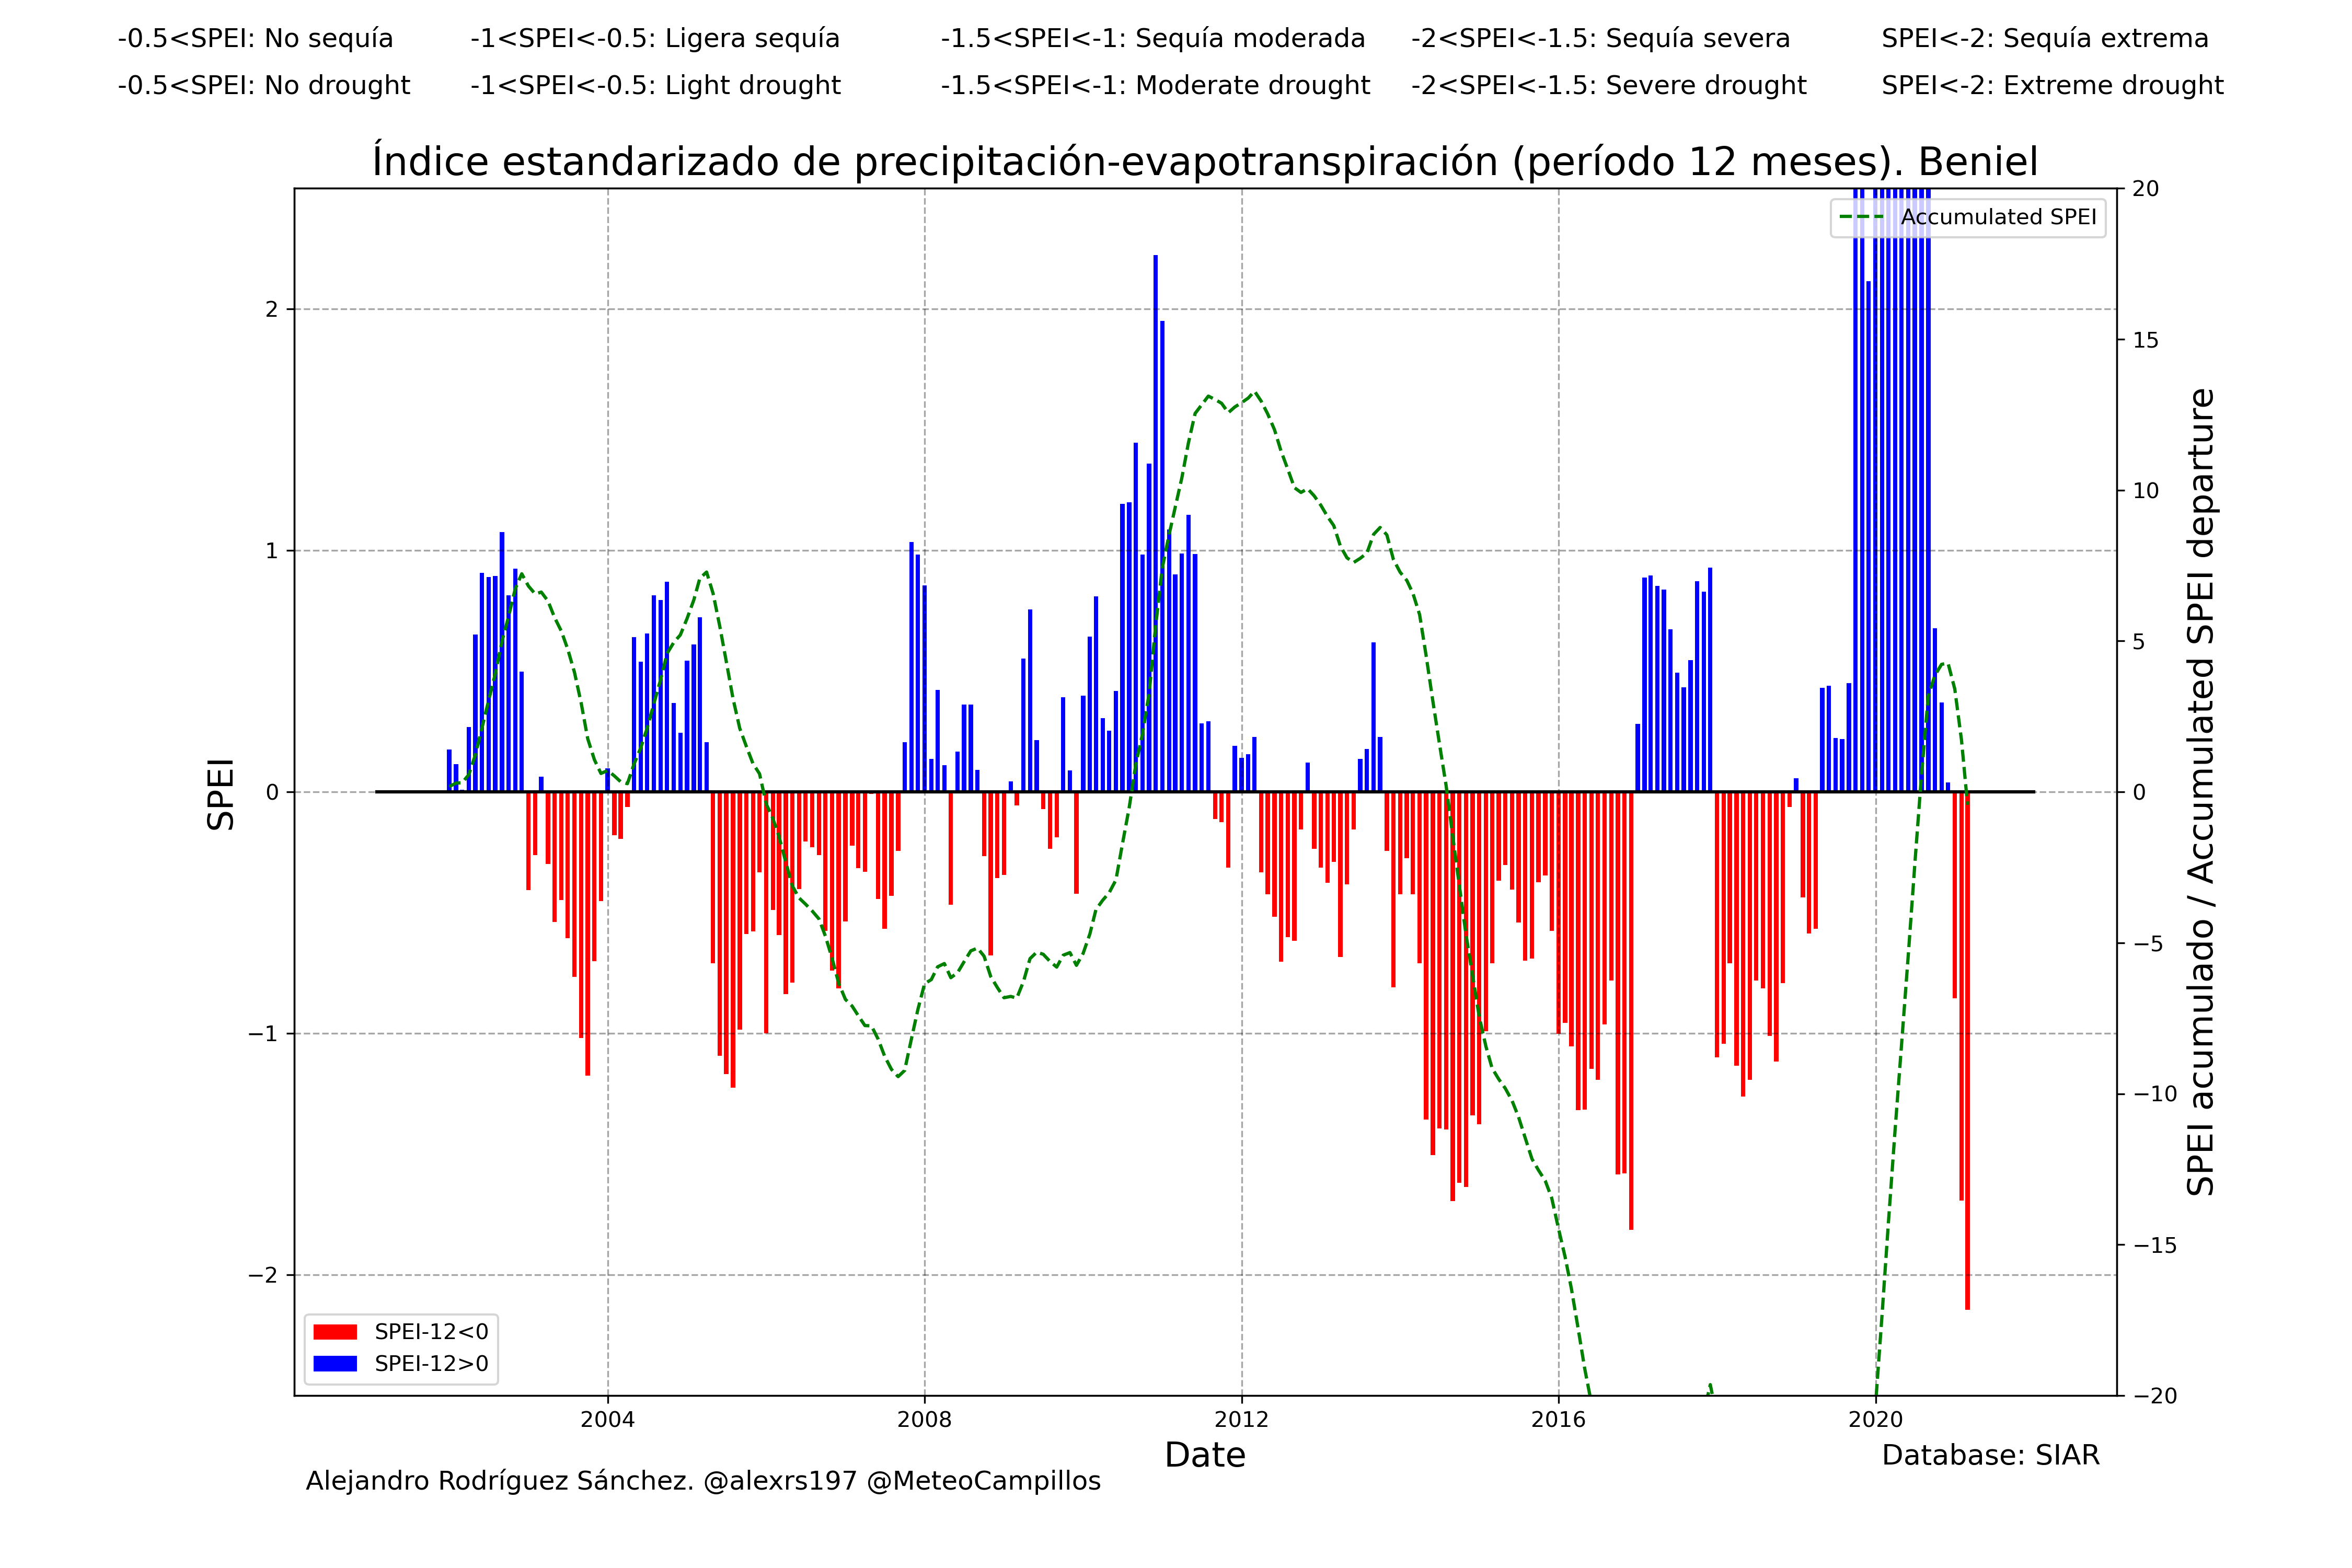 -0.5<SPEI: No sequía -1<SPEI<-0.5: Ligera sequía -1.5<SPEI<-1: Sequía moderada -2<SPEI<-1.5: Sequía severa SPEI<-2: Sequía extrema
-0.5<SPEI: No drought -1<SPEI<-0.5: Light drought -1.5<SPEI<-1: Moderate drought -2<SPEI<-1.5: Severe drought SPEI<-2: Extreme drought
Índice estandarizado de precipitación-evapotranspiración (período 12 meses). Beniel
Accumulated SPEI
SPEI
2
1
0
−1
−2
20
15
10
5
0
−5
−10
−15
−20
SPEI acumulado / Accumulated SPEI departure
SPEI-12<0
SPEI-12>0
2004 2008 2012 2016 2020
Date
Database: SIAR
Alejandro Rodríguez Sánchez. @alexrs197 @MeteoCampillos